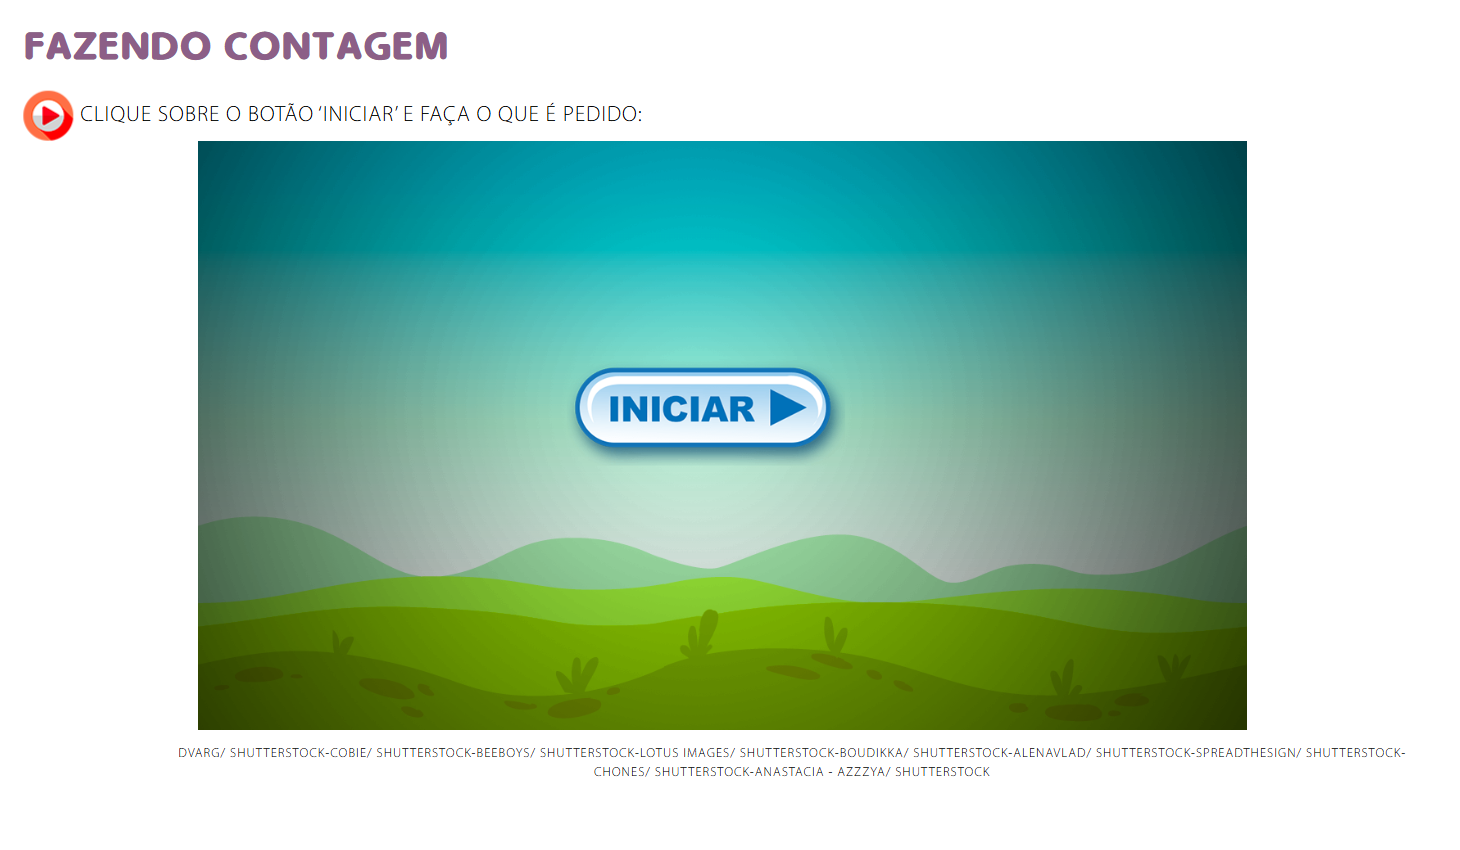 FAZENDO CONTAGEM
CLIQUE SOBRE O BOTÃO ‘INICIAR’ E FAÇA O QUE É PEDIDO:
INICIAR
DVARG/ SHUTTERSTOCK-COBIE/ SHUTTERSTOCK-BEEBOYS/ SHUTTERSTOCK-LOTUS IMAGES/ SHUTTERSTOCK-BOUDIKKA/ SHUTTERSTOCK-ALENAVLAD/ SHUTTERSTOCK-SPREADTHESIGN/ SHUTTERSTOCK-
CHONES/ SHUTTERSTOCK-ANASTACIA - AZZZYA/ SHUTTERSTOCK